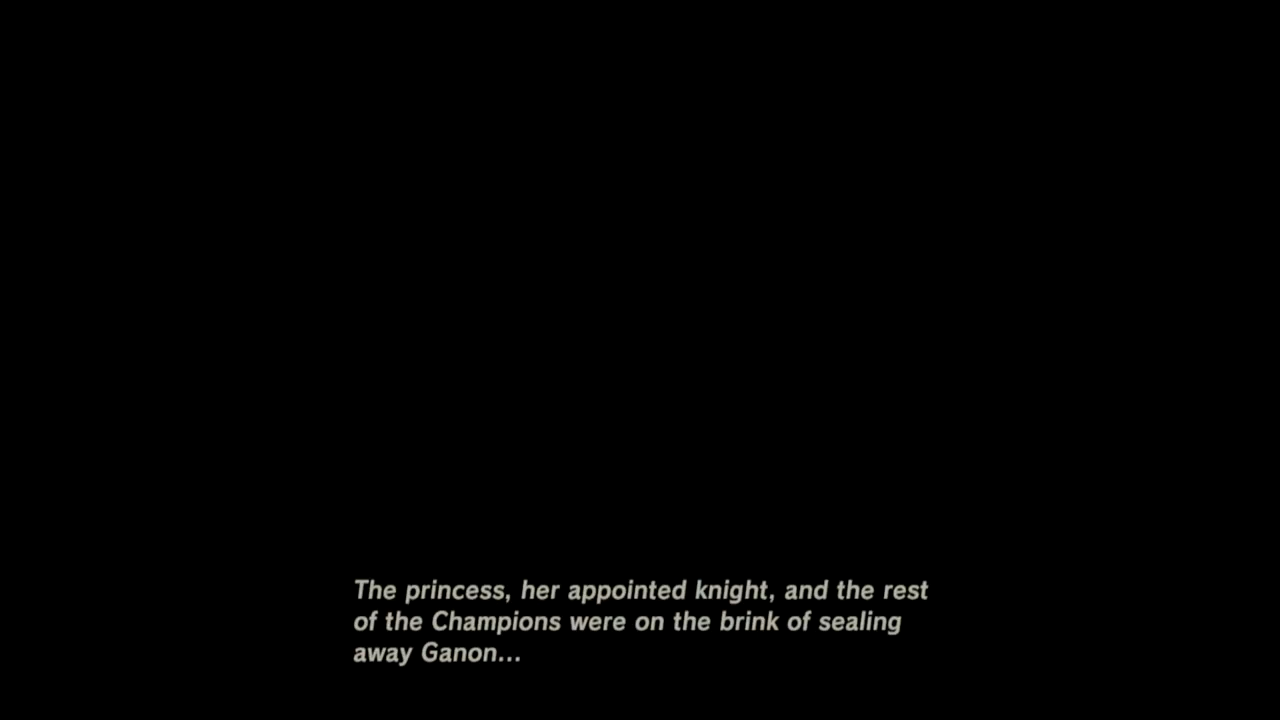 The princess, her appointed knight, and the rest
of the Champions were on the brink of sealing
away Ganon...